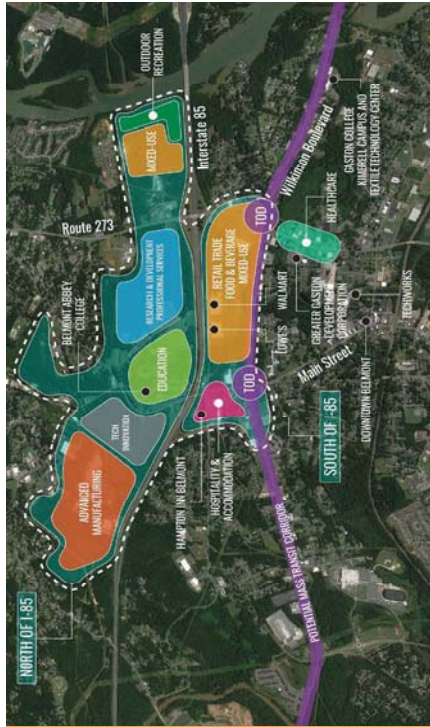 NORTH OF I-85
ADVANCED
MANUFACTURING
TECH
INNOVATION
BELMONT ABBEY
COLLEGE
EDUCATION
RESEARCH & DEVELOPMENT
PROFESSIONAL SERVICES
Route 273
MIXED-USE
OUTDOOR
RECREATION
Interstate 85
HAMPTON INN BELMONT
HOSPITALITY &
ACCOMMODATION
RETAIL TRADE
FOOD & BEVERAGE
MIXED-USE
TOD
TOD
LOWE'S
WALMART
Wilkinson Boulevard
SOUTH OF I-85
Main Street
GREATER GASTON
DEVELOPMENT
CORPORATION
HEALTHCARE
GASTON COLLEGE
KIMBRELL CAMPUS AND
TEXTILE TECHNOLOGY CENTER
POTENTIAL MASS TRANSIT CORRIDOR
DOWNTOWN BELMONT
TECHWORKS